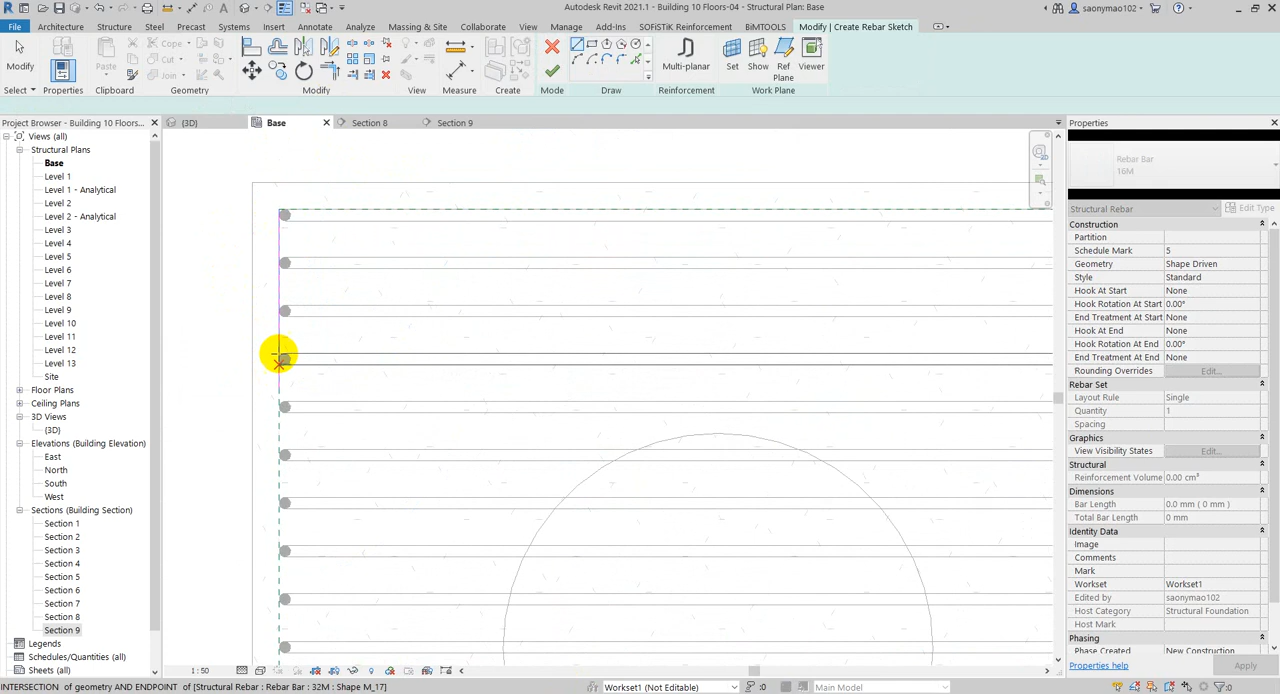 Autodesk Revit 2021.1 - Building 10 Floors-04 - Structural Plan: Base
saonymao102
File
Architecture
Structure
Steel
Precast
Systems
Insert
Annotate
Analyze
Massing & Site
Collaborate
View
Manage
Add-Ins
SOFiSTiK Reinforcement
BiMTOOLS
Modify | Create Rebar Sketch
Modify
Paste
Cope
Cut
Join
Multi-planar
Set
Show
Ref Plane
Viewer
Select
Properties
Clipboard
Geometry
Modify
View
Measure
Create
Mode
Draw
Reinforcement
Work Plane
Project Browser - Building 10 Floors...
{3D}
Base
Section 8
Section 9
Views (all)
Structural Plans
Base
Level 1
Level 1 - Analytical
Level 2
Level 2 - Analytical
Level 3
Level 4
Level 5
Level 6
Level 7
Level 8
Level 9
Level 10
Level 11
Level 12
Level 13
Site
Floor Plans
Ceiling Plans
3D Views
{3D}
Elevations (Building Elevation)
East
North
South
West
Sections (Building Section)
Section 1
Section 2
Section 3
Section 4
Section 5
Section 6
Section 7
Section 8
Section 9
Legends
Schedules/Quantities (all)
Sheets (all)
Properties
Rebar Bar
16M
Structural Rebar
Edit Type
Construction
Partition
Schedule Mark 5
Geometry Shape Driven
Style Standard
Hook At Start None
Hook Rotation At Start 0.00°
End Treatment At Start None
Hook At End None
Hook Rotation At End 0.00°
End Treatment At End None
Rounding Overrides Edit...
Rebar Set
Layout Rule Single
Quantity 1
Spacing
Graphics
View Visibility States Edit...
Structural
Reinforcement Volume 0.00 cm³
Dimensions
Bar Length 0.0 mm ( 0 mm )
Total Bar Length 0 mm
Identity Data
Image
Comments
Mark
Workset Workset1
Edited by saonymao102
Host Category Structural Foundation
Host Mark
Phasing
Phase Created New Construction
Properties help
Apply
1 : 50
INTERSECTION of geometry AND ENDPOINT of [Structural Rebar : Rebar Bar : 32M : Shape M_17]
Workset1 (Not Editable)
:0
Main Model
:0